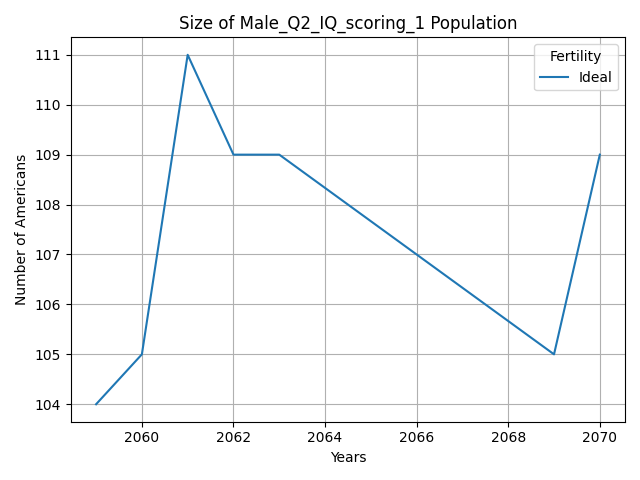 Size of Male_Q2_IQ_scoring_1 Population
Fertility
Ideal
Number of Americans
111
110
109
108
107
106
105
104
2060 2062 2064 2066 2068 2070
Years